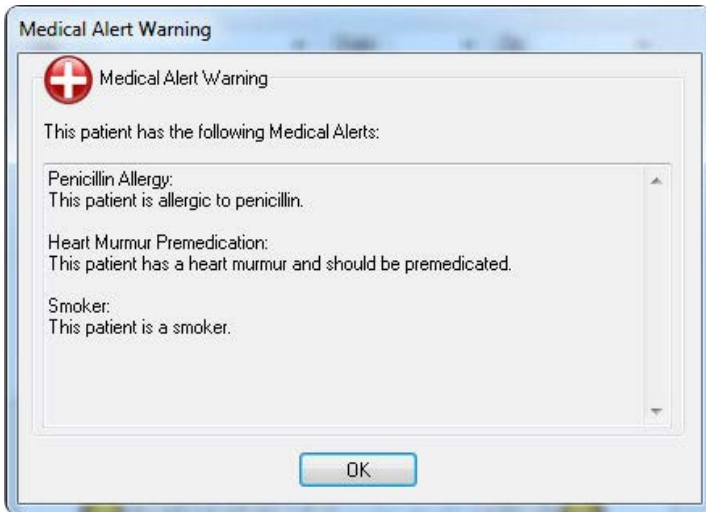 Medical Alert Warning
Medical Alert Warning
This patient has the following Medical Alerts:
Penicillin Allergy:
This patient is allergic to penicillin.
Heart Murmur Premedication:
This patient has a heart murmur and should be premedicated.
Smoker:
This patient is a smoker.
OK